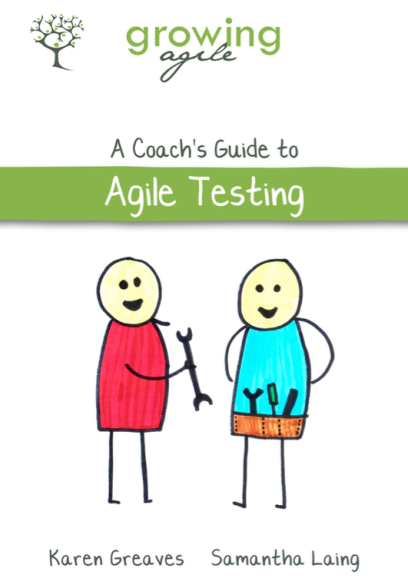 growing
agile
A Coach's Guide to
Agile Testing
Karen Greaves Samantha Laing